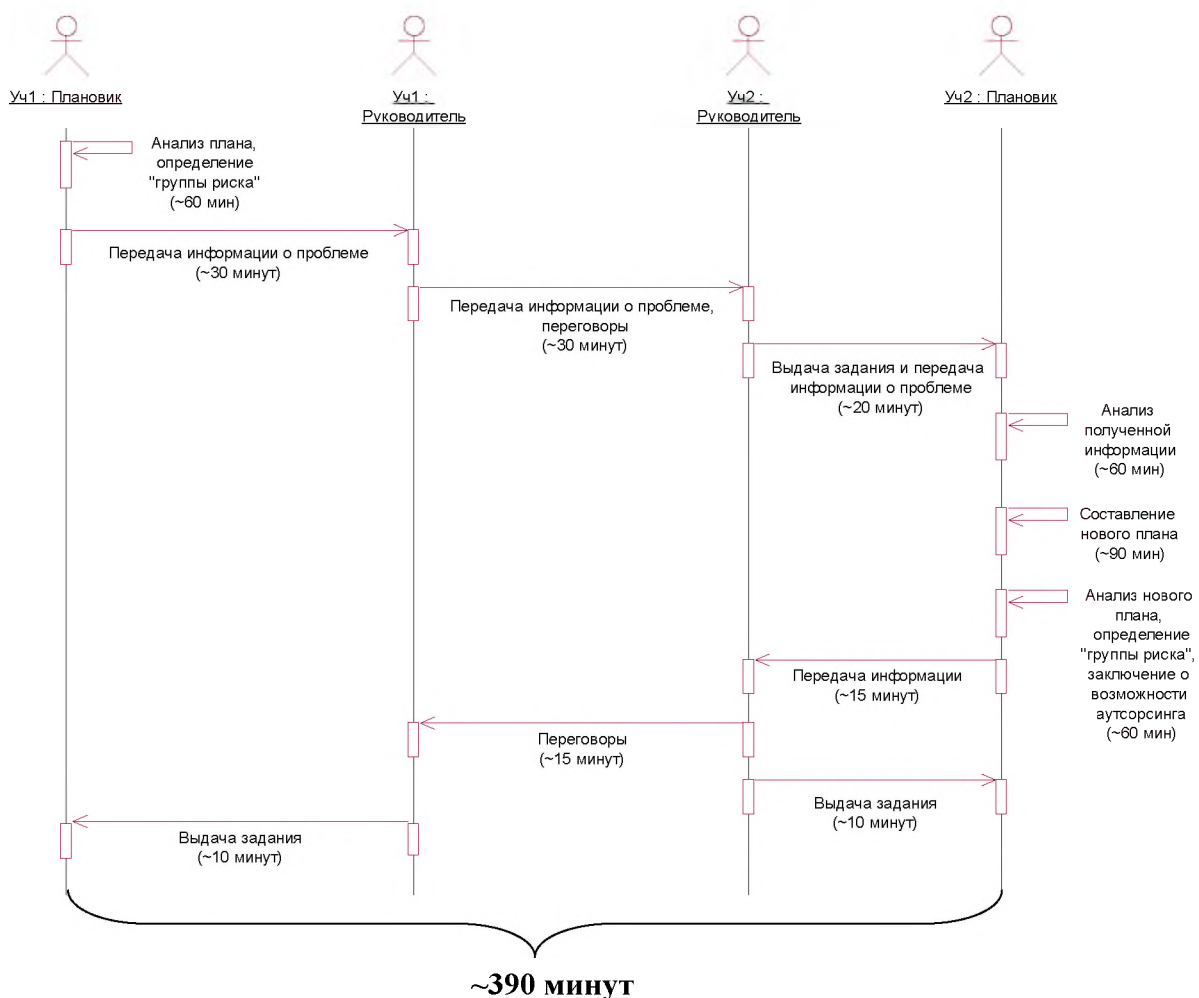 Уч1 : Плановик
Уч1 :
Руководитель
Уч2 :
Руководитель
Уч2 : Плановик
Анализ плана,
определение
"группы риска"
(~60 мин)
Передача информации о проблеме
(~30 минут)
Передача информации о проблеме,
переговоры
(~30 минут)
Выдача задания и передача
информации о проблеме
(~20 минут)
Анализ
полученной
информации
(~60 мин)
Составление
нового плана
(~90 мин)
Анализ нового
плана,
определение
"группы риска",
заключение о
возможности
аутсорсинга
(~60 мин)
Передача информации
(~15 минут)
Переговоры
(~15 минут)
Выдача задания
(~10 минут)
Выдача задания
(~10 минут)
~390 минут